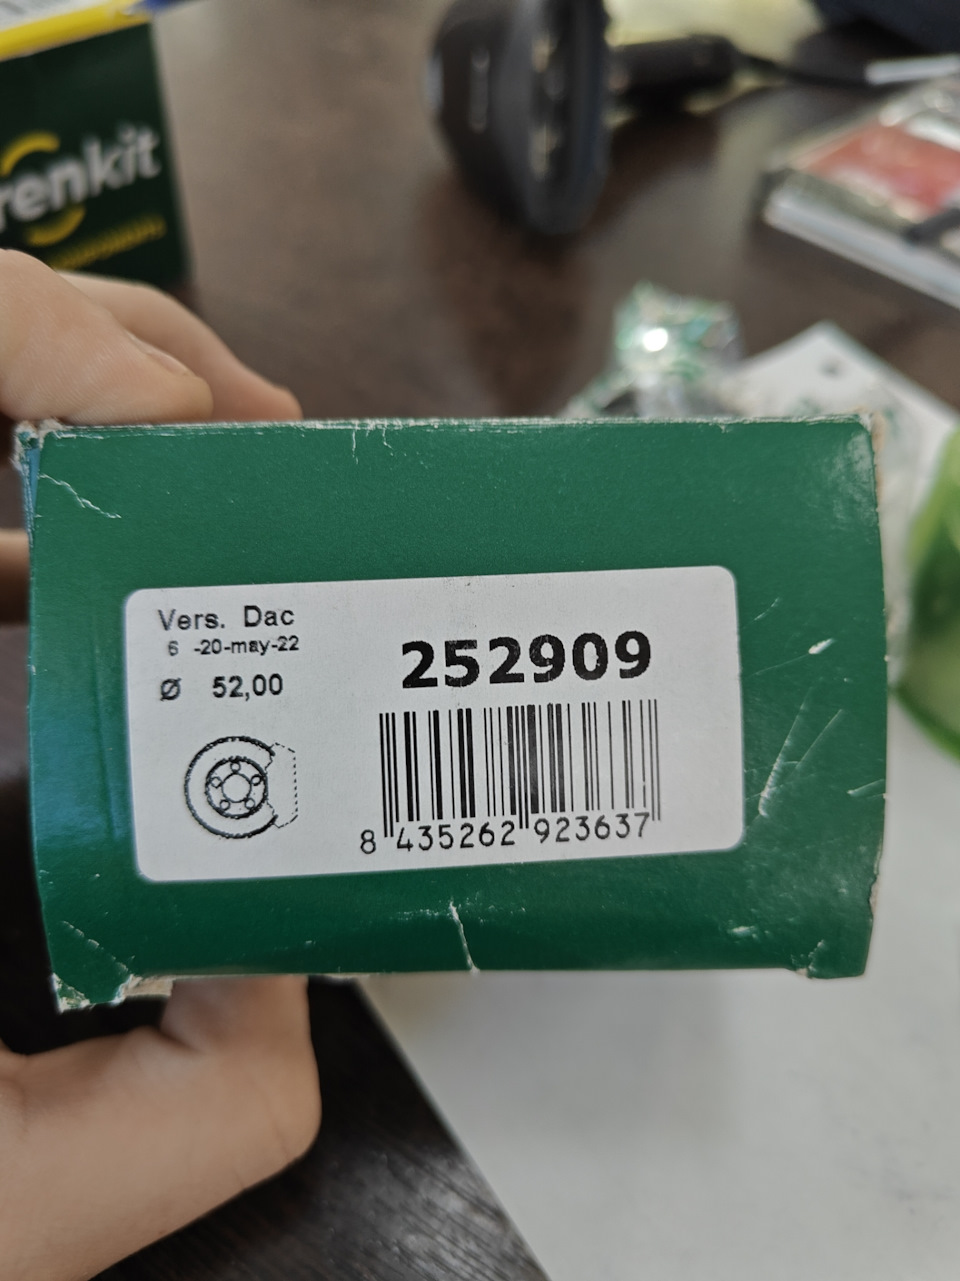 renkit
Vers. Dac
6 -20-may-22
Ø 52,00
252909
8 435262 923637